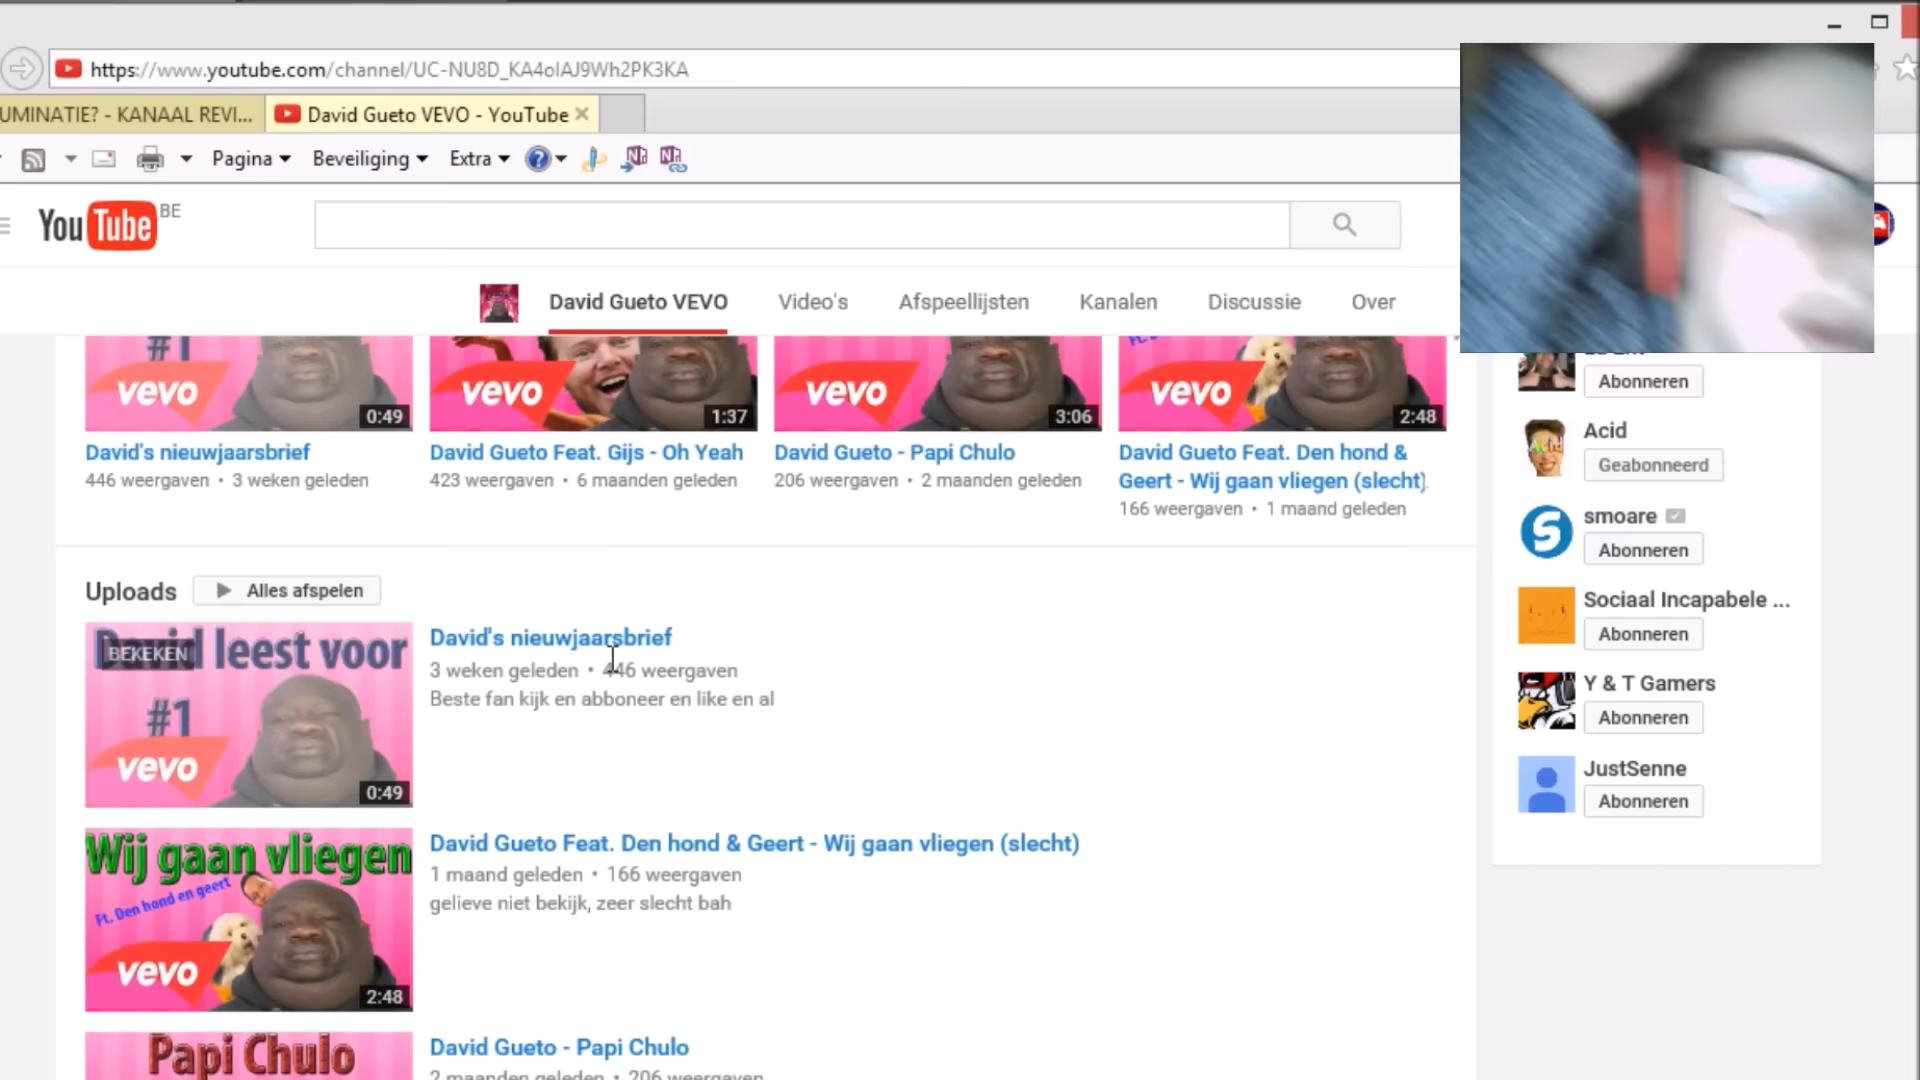 https://www.youtube.com/channel/UC-NU8D_KA4oIAJ9Wh2PK3KA
UMINATIE? - KANAAL REVI...
David Gueto VEVO - YouTube
Pagina
Beveiliging
Extra
YouTube BE
David Gueto VEVO
Video's
Afspeellijsten
Kanalen
Discussie
Over
#1
vevo
0:49
vevo
1:37
vevo
3:06
vevo
2:48
David's nieuwjaarsbrief
446 weergaven • 3 weken geleden
David Gueto Feat. Gijs - Oh Yeah
423 weergaven • 6 maanden geleden
David Gueto - Papi Chulo
206 weergaven • 2 maanden geleden
David Gueto Feat. Den hond &
Geert - Wij gaan vliegen (slecht)
166 weergaven • 1 maand geleden
Abonneren
Acid
Geabonneerd
smoare
Abonneren
Sociaal Incapabele ...
Abonneren
Y & T Gamers
Abonneren
JustSenne
Abonneren
Uploads
Alles afspelen
David leest voor
BEKEKEN
#1
vevo
0:49
David's nieuwjaarsbrief
3 weken geleden • 446 weergaven
Beste fan kijk en abboneer en like en al
Wij gaan vliegen
Ft. Den hond en geert
vevo
2:48
David Gueto Feat. Den hond & Geert - Wij gaan vliegen (slecht)
1 maand geleden • 166 weergaven
gelieve niet bekijk, zeer slecht bah
Papi Chulo
David Gueto - Papi Chulo
2 maanden geleden • 206 weergaven